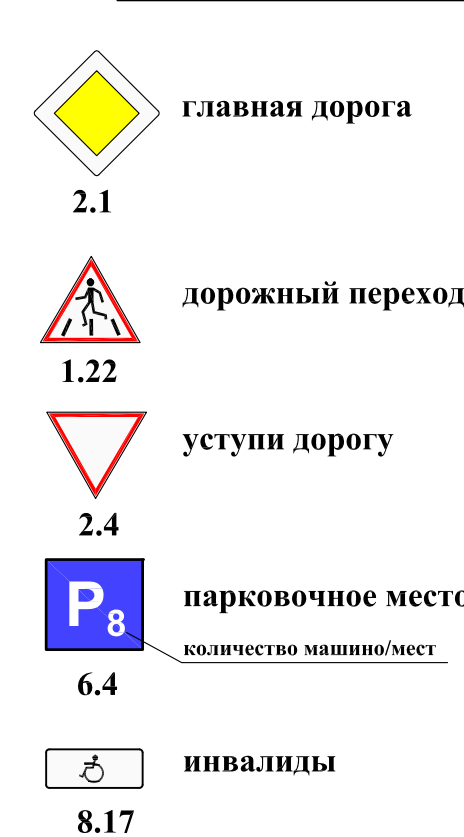 главная дорога
2.1
дорожный переход
1.22
уступи дорогу
2.4
P8
парковочное место
количество машино/мест
6.4
инвалиды
8.17